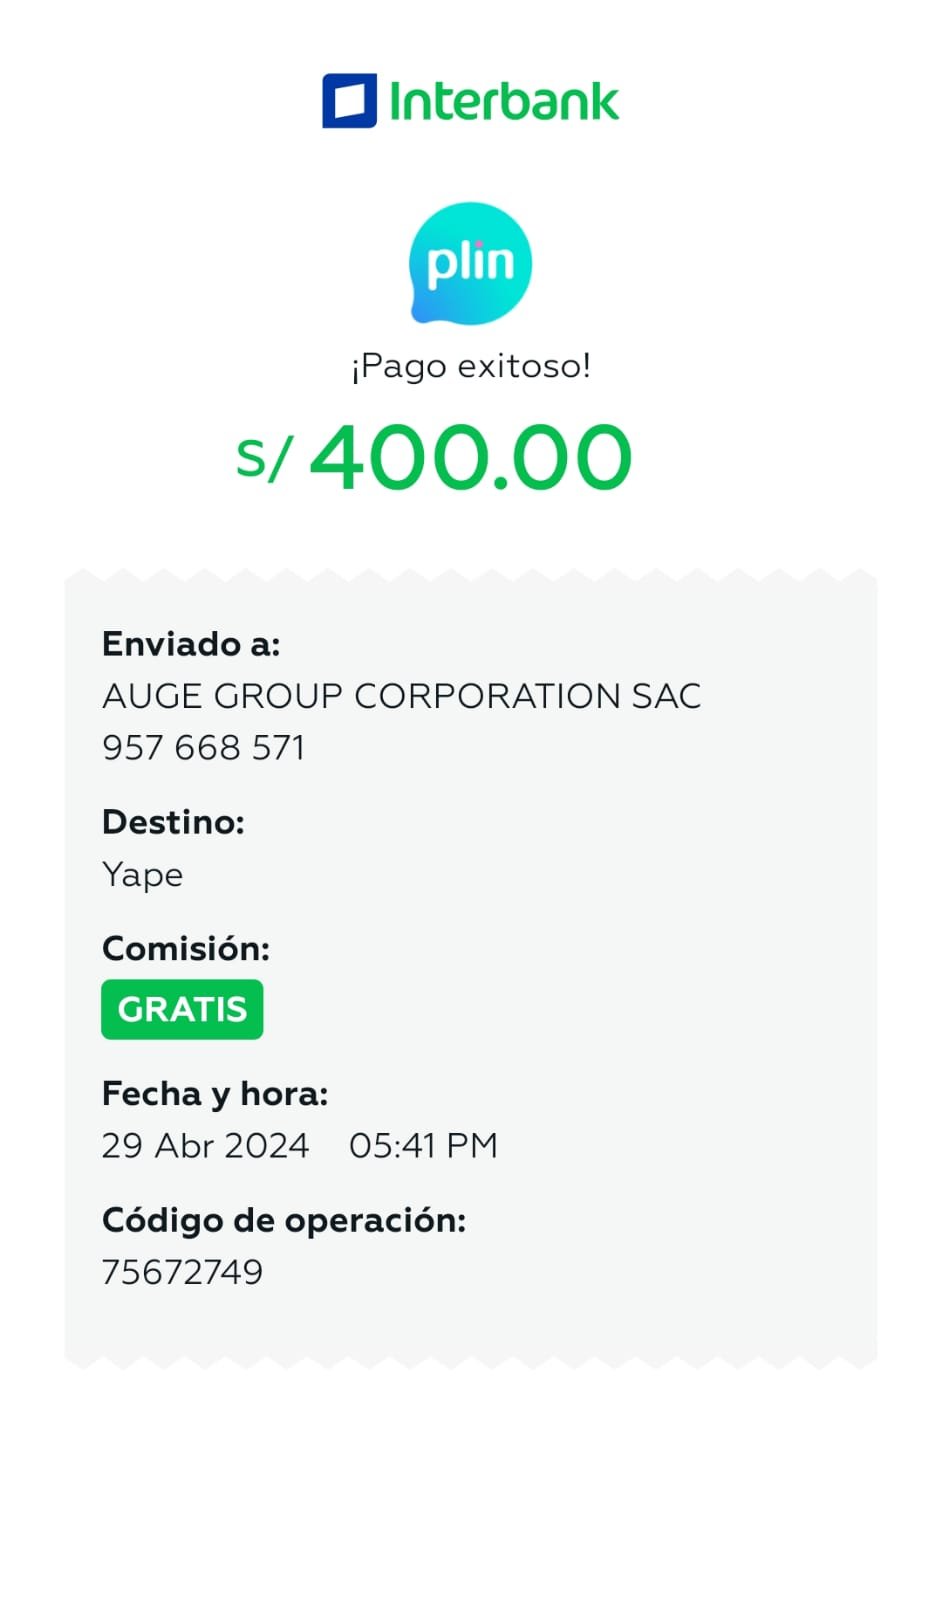 Interbank
plin
¡Pago exitoso!
S/ 400.00
Enviado a:
AUGE GROUP CORPORATION SAC
957 668 571
Destino:
Yape
Comisión:
GRATIS
Fecha y hora:
29 Abr 2024 05:41 PM
Código de operación:
75672749